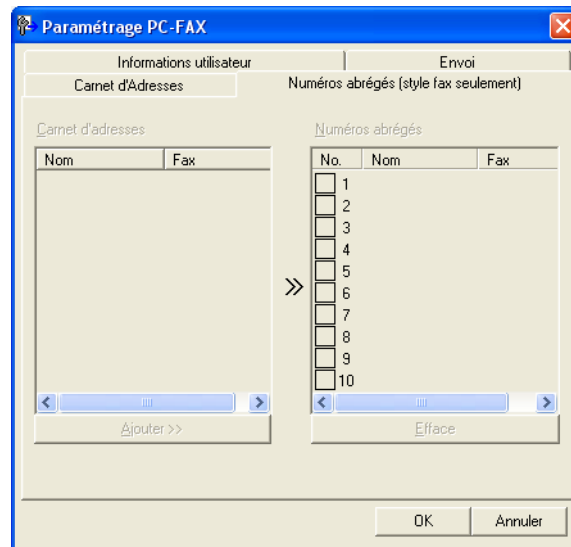 Paramétrage PC-FAX
Informations utilisateur Envoi
Carnet d'Adresses Numéros abrégés (style fax seulement)
Carnet d'adresses Numéros abrégés
Nom Fax No. Nom Fax
1
2
3
4
5
6
7
8
9
10
Ajouter >> Efface
OK Annuler